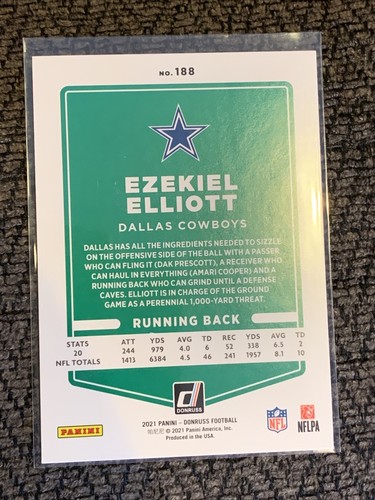 NO. 188
EZEKIEL
ELLIOTT
DALLAS COWBOYS
DALLAS HAS ALL THE INGREDIENTS NEEDED TO SIZZLE
ON THE OFFENSIVE SIDE OF THE BALL WITH A PASSER
WHO CAN FLING IT (DAK PRESCOTT), A RECEIVER WHO
CAN HAUL IN EVERYTHING (AMARI COOPER) AND A
RUNNING BACK WHO CAN GRIND UNTIL A DEFENSE
CAVES. ELLIOTT IS IN CHARGE OF THE GROUND
GAME AS A PERENNIAL 1,000-YARD THREAT.
RUNNING BACK
STATS ATT YDS AVG TD REC YDS AVG TD
20 244 979 4.0 6 52 338 6.5 2
NFL TOTALS 1413 6384 4.5 46 241 1957 8.1 10
DONRUSS
PANINI
2021 PANINI - DONRUSS FOOTBALL
帕尼尼 © 2021 Panini America, Inc.
Produced in the USA.
NFL
NFLPA